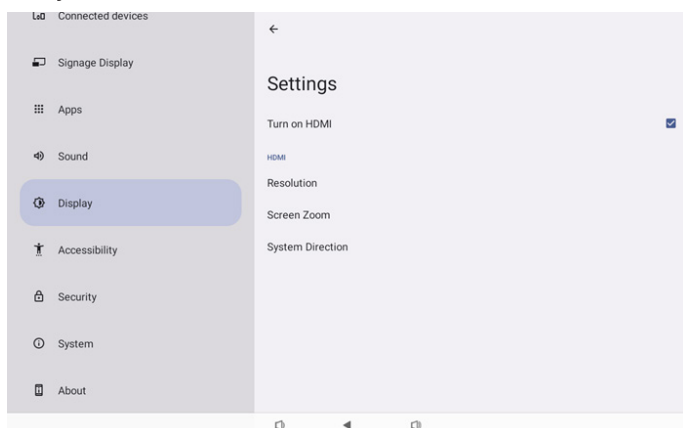 Connected devices
Signage Display
Apps
Sound
Display
Accessibility
Security
System
About
Settings
Turn on HDMI
HDMI
Resolution
Screen Zoom
System Direction